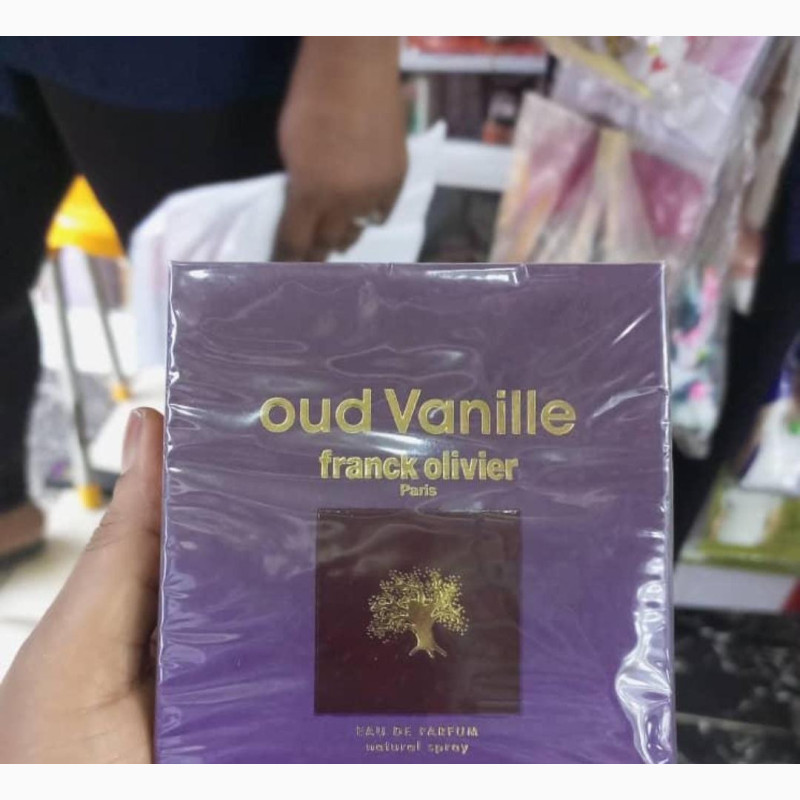 oud Vanille
franck olivier
Paris
EAU DE PARFUM
natural spray